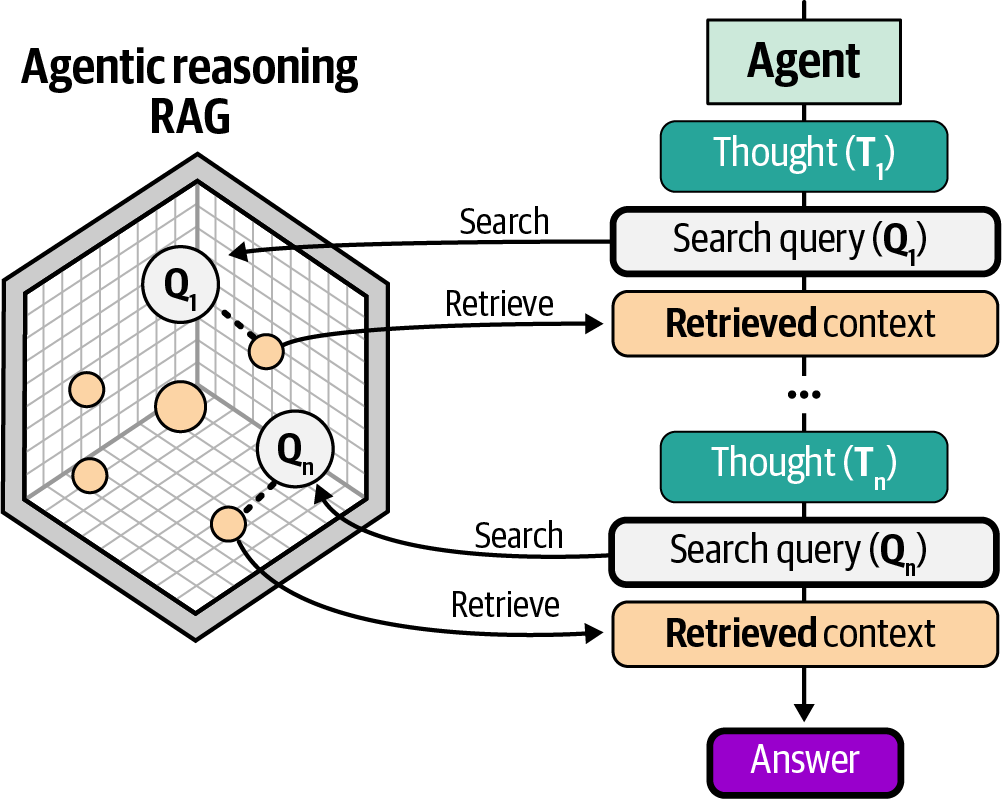 Agentic reasoning
RAG
Agent
Thought (T₁)
Search
Search query (Q₁)
Q₁
Retrieve
Retrieved context
...
Thought (Tₙ)
Qₙ
Search
Search query (Qₙ)
Retrieve
Retrieved context
Answer